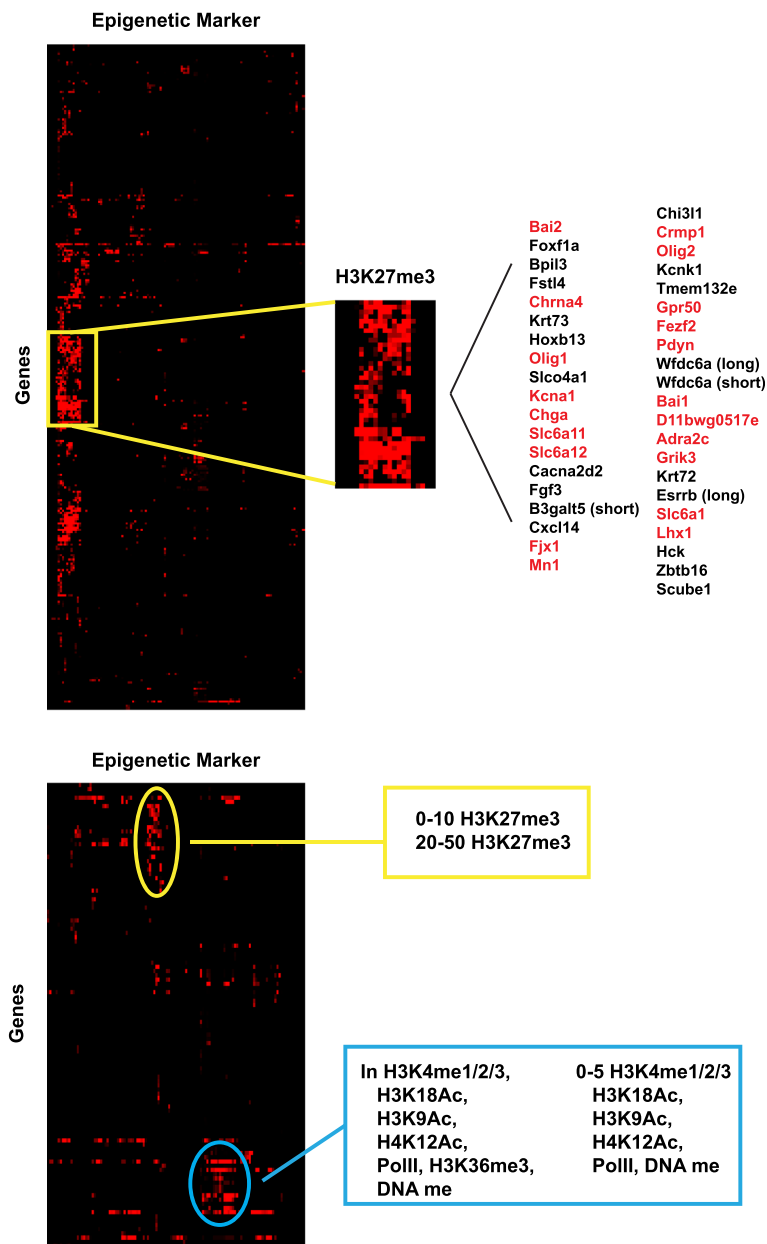 Epigenetic Marker
Genes
H3K27me3
Bai2
Foxf1a
Bpil3
Fstl4
Chrna4
Krt73
Hoxb13
Olig1
Slco4a1
Kcna1
Chga
Slc6a11
Slc6a12
Cacna2d2
Fgf3
B3galt5 (short)
Cxcl14
Fjx1
Mn1
Chi3l1
Crmp1
Olig2
Kcnk1
Tmem132e
Gpr50
Fezf2
Pdyn
Wfdc6a (long)
Wfdc6a (short)
Bai1
D11bwg0517e
Adra2c
Grik3
Krt72
Esrrb (long)
Slc6a1
Lhx1
Hck
Zbtb16
Scube1
Epigenetic Marker
Genes
0-10 H3K27me3
20-50 H3K27me3
In H3K4me1/2/3,
H3K18Ac,
H3K9Ac,
H4K12Ac,
PolII, H3K36me3,
DNA me
0-5 H3K4me1/2/3
H3K18Ac,
H3K9Ac,
H4K12Ac,
PolII, DNA me